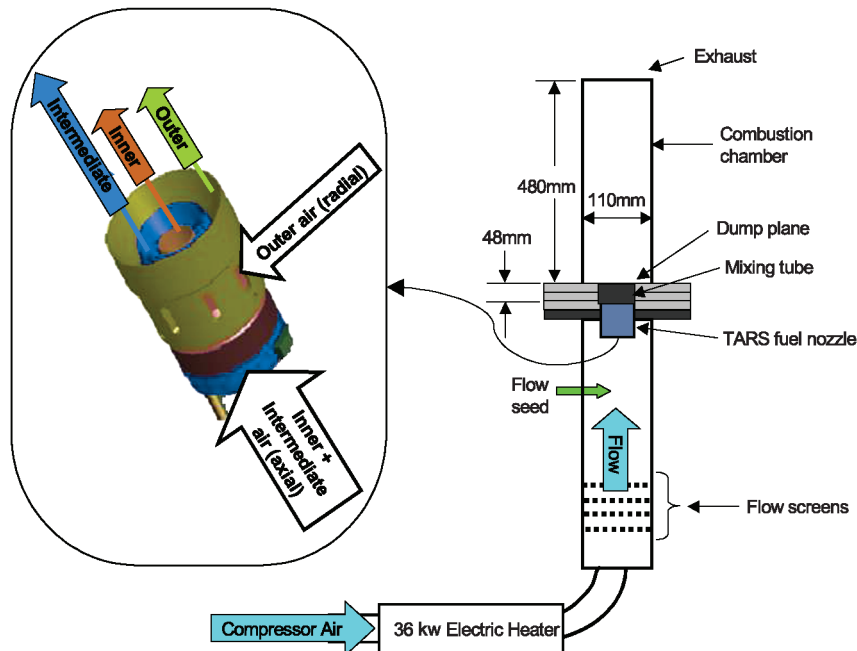 Intermediate
Inner
Outer
Outer air (radial)
Inner +
Intermediate
air (axial)
Exhaust
Combustion
chamber
480mm
110mm
48mm
Dump plane
Mixing tube
TARS fuel nozzle
Flow
seed
Flow
Flow screens
Compressor Air
36 kw Electric Heater